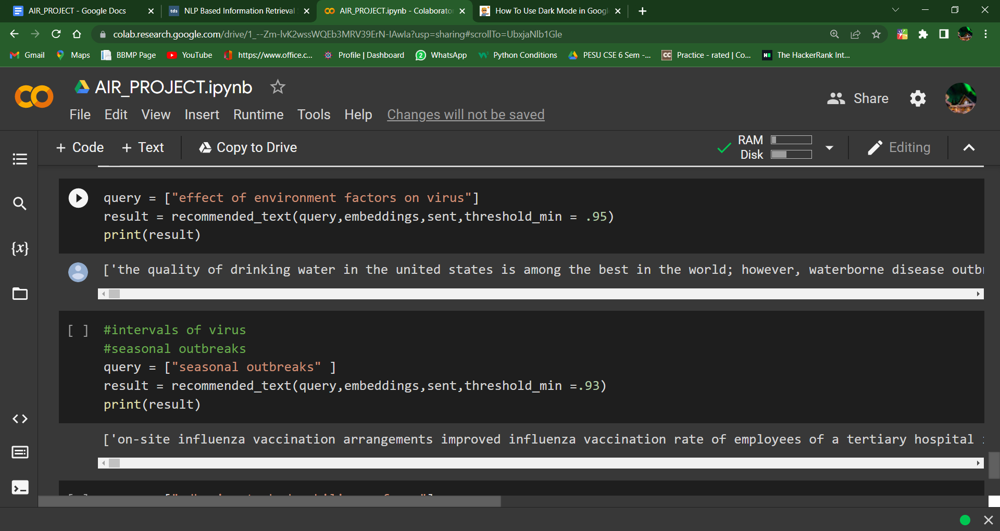 AIR_PROJECT - Google Docs
tds NLP Based Information Retrieval
AIR_PROJECT.ipynb - Colaborato
How To Use Dark Mode in Googl
colab.research.google.com/drive/1_--Zm-lvK2wssWQEb3MRV39ErN-IAwIa?usp=sharing#scrollTo=UbxjaNlb1Gle
Gmail
Maps
BBMP Page
YouTube
https://www.office.c...
Profile | Dashboard
2 WhatsApp
Python Conditions
PESU CSE 6 Sem -...
CC Practice - rated | Co...
H The HackerRank Int...
AIR_PROJECT.ipynb
Share
File Edit View Insert Runtime Tools Help Changes will not be saved
+ Code + Text Copy to Drive
RAM
Disk
Editing
query = ["effect of environment factors on virus"]
result = recommended_text(query,embeddings,sent,threshold_min = .95)
print(result)
['the quality of drinking water in the united states is among the best in the world; however, waterborne disease outb
{x}
[ ] #intervals of virus
#seasonal outbreaks
query = ["seasonal outbreaks" ]
result = recommended_text(query,embeddings,sent,threshold_min =.93)
print(result)
['on-site influenza vaccination arrangements improved influenza vaccination rate of employees of a tertiary hospital